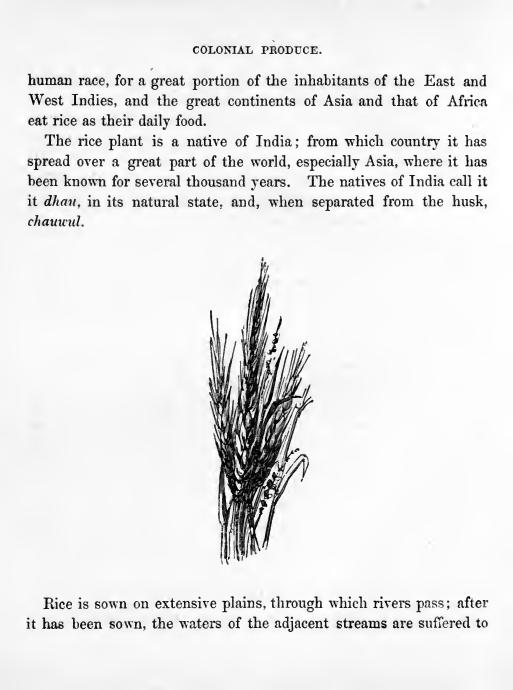 COLONIAL PRODUCE.
human race, for a great portion of the inhabitants of the East and
West Indies, and the great continents of Asia and that of Africa
eat rice as their daily food.
The rice plant is a native of India; from which country it has
spread over a great part of the world, especially Asia, where it has
been known for several thousand years. The natives of India call it
it dhau, in its natural state, and, when separated from the husk,
chauwul.
Rice is sown on extensive plains, through which rivers pass; after
it has been sown, the waters of the adjacent streams are suffered to